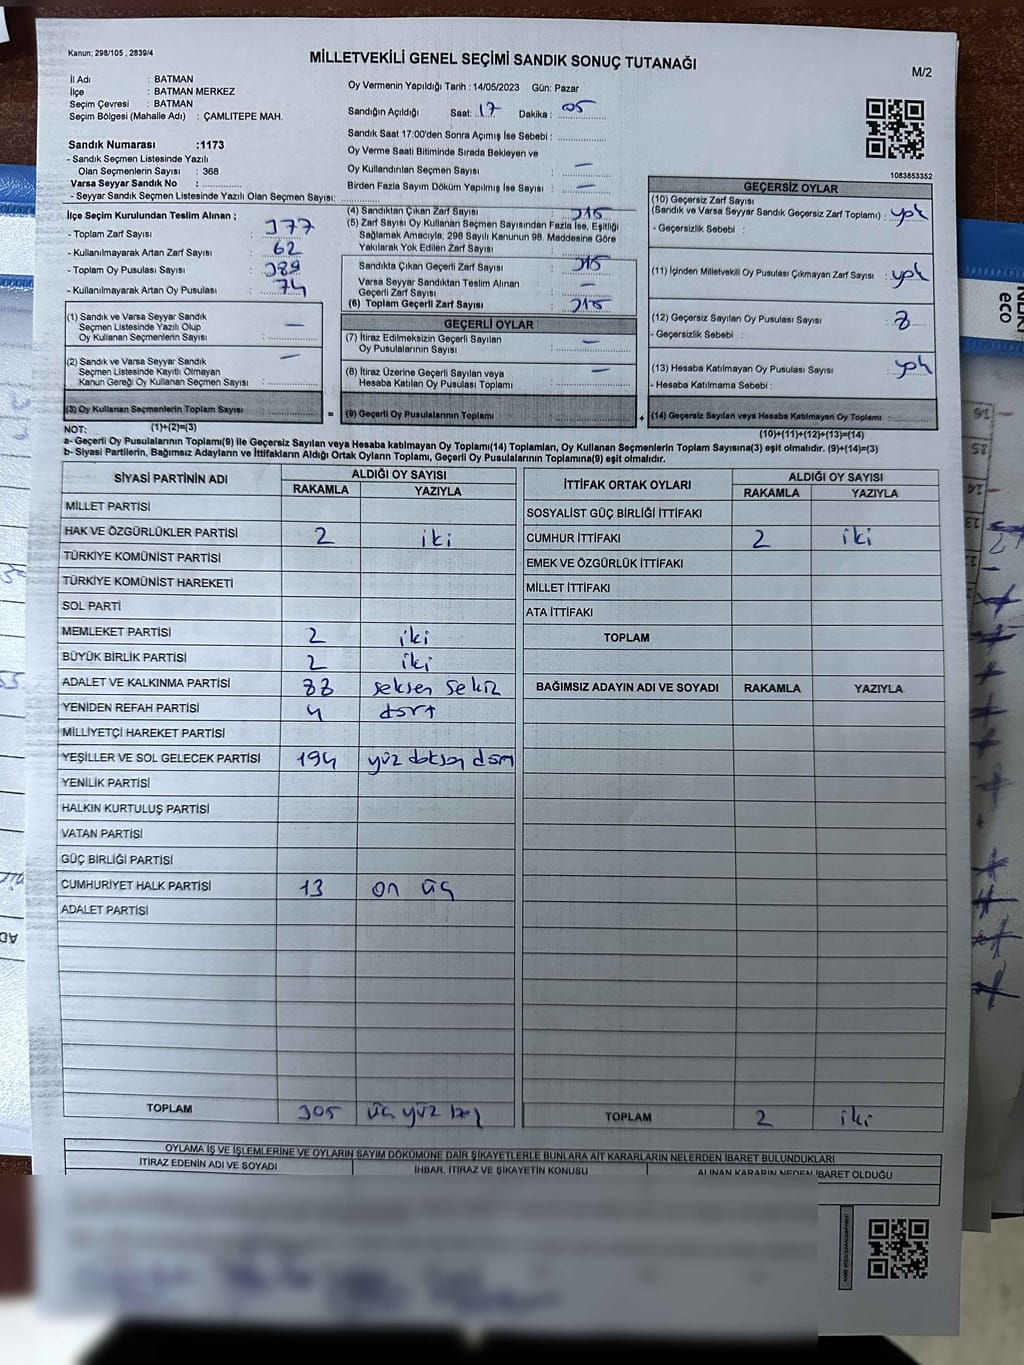 Kanun; 298/105 , 2839/4
MİLLETVEKİLİ GENEL SEÇİMİ SANDIK SONUÇ TUTANAĞI
M/2
İl Adı : BATMAN
İlçe : BATMAN MERKEZ
Seçim Çevresi : BATMAN
Seçim Bölgesi (Mahalle Adı) : ÇAMLITEPE MAH.
Oy Vermenin Yapıldığı Tarih : 14/05/2023 Gün: Pazar
Sandığın Açıldığı Saat: 17 Dakika : 05
Sandık Saat 17:00'den Sonra Açımış İse Sebebi :
Oy Verme Saati Bitiminde Sırada Bekleyen ve
Oy Kullandırılan Seçmen Sayısı : —
Birden Fazla Sayım Döküm Yapılmış İse Sayısı : —
Sandık Numarası :1173
- Sandık Seçmen Listesinde Yazılı
Olan Seçmenlerin Sayısı : 368
Varsa Seyyar Sandık No :
- Seyyar Sandık Seçmen Listesinde Yazılı Olan Seçmen Sayısı:
1083853352
İlçe Seçim Kurulundan Teslim Alınan ;
- Toplam Zarf Sayısı : 377
- Kullanılmayarak Artan Zarf Sayısı : 62
- Toplam Oy Pusulası Sayısı : 389
- Kullanılmayarak Artan Oy Pusulası : 74
(1) Sandık ve Varsa Seyyar Sandık
Seçmen Listesinde Yazılı Olup
Oy Kullanan Seçmenlerin Sayısı : —
(2) Sandık ve Varsa Seyyar Sandık
Seçmen Listesinde Kayıtlı Olmayan
Kanun Gereği Oy Kullanan Seçmen Sayısı : —
(3) Oy Kullanan Seçmenlerin Toplam Sayısı :
(4) Sandıktan Çıkan Zarf Sayısı : 315
(5) Zarf Sayısı Oy Kullanan Seçmen Sayısından Fazla İse, Eşitliği
Sağlamak Amacıyla; 298 Sayılı Kanunun 98. Maddesine Göre
Yakılarak Yok Edilen Zarf Sayısı :
Sandıkta Çıkan Geçerli Zarf Sayısı : 315
Varsa Seyyar Sandıktan Teslim Alınan
Geçerli Zarf Sayısı : —
(6) Toplam Geçerli Zarf Sayısı : 315
GEÇERLİ OYLAR
(7) İtiraz Edilmeksizin Geçerli Sayılan
Oy Pusulalarının Sayısı : —
(8) İtiraz Üzerine Geçerli Sayılan veya
Hesaba Katılan Oy Pusulası Toplamı : —
= (9) Geçerli Oy Pusulalarının Toplamı :
GEÇERSİZ OYLAR
(10) Geçersiz Zarf Sayısı
(Sandık ve Varsa Seyyar Sandık Geçersiz Zarf Toplamı) : yok
- Geçersizlik Sebebi :
(11) İçinden Milletvekili Oy Pusulası Çıkmayan Zarf Sayısı : yok
(12) Geçersiz Sayılan Oy Pusulası Sayısı : 8
- Geçersizlik Sebebi :
(13) Hesaba Katılmayan Oy Pusulası Sayısı : yok
- Hesaba Katılmama Sebebi :
+ (14) Geçersiz Sayılan veya Hesaba Katılmayan Oy Toplamı :
NOT: (1)+(2)=(3)
(10)+(11)+(12)+(13)=(14)
a- Geçerli Oy Pusulalarının Toplamı(9) ile Geçersiz Sayılan veya Hesaba katılmayan Oy Toplamı(14) Toplamları, Oy Kullanan Seçmenlerin Toplam Sayısına(3) eşit olmalıdır. (9)+(14)=(3)
b- Siyasi Partilerin, Bağımsız Adayların ve İttifakların Aldığı Oyların Toplamı, Geçerli Oy Pusulalarının Toplamına(9) eşit olmalıdır.
SİYASİ PARTİNİN ADI ALDIĞI OY SAYISI
RAKAMLA YAZIYLA
MİLLET PARTİSİ
HAK VE ÖZGÜRLÜKLER PARTİSİ 2 iki
TÜRKİYE KOMÜNİST PARTİSİ
TÜRKİYE KOMÜNİST HAREKETİ
SOL PARTİ
MEMLEKET PARTİSİ 2 iki
BÜYÜK BİRLİK PARTİSİ 2 iki
ADALET VE KALKINMA PARTİSİ 88 seksen sekiz
YENİDEN REFAH PARTİSİ 4 dört
MİLLİYETÇİ HAREKET PARTİSİ
YEŞİLLER VE SOL GELECEK PARTİSİ 194 yüz doksan dört
YENİLİK PARTİSİ
HALKIN KURTULUŞ PARTİSİ
VATAN PARTİSİ
GÜÇ BİRLİĞİ PARTİSİ
CUMHURİYET HALK PARTİSİ 13 on üç
ADALET PARTİSİ
TOPLAM 305 üç yüz beş
İTTİFAK ORTAK OYLARI ALDIĞI OY SAYISI
RAKAMLA YAZIYLA
SOSYALİST GÜÇ BİRLİĞİ İTTİFAKI
CUMHUR İTTİFAKI 2 iki
EMEK VE ÖZGÜRLÜK İTTİFAKI
MİLLET İTTİFAKI
ATA İTTİFAKI
TOPLAM
BAĞIMSIZ ADAYIN ADI VE SOYADI RAKAMLA YAZIYLA
TOPLAM 2 iki
OYLAMA İŞ VE İŞLEMLERİNE VE OYLARIN SAYIM DÖKÜMÜNE DAİR ŞİKAYETLERLE BUNLARA AİT KARARLARIN NELERDEN İBARET BULUNDUKLARI
İTİRAZ EDENİN ADI VE SOYADI İHBAR, İTİRAZ VE ŞİKAYETİN KONUSU ALINAN KARARIN NEDEN İBARET OLDUĞU